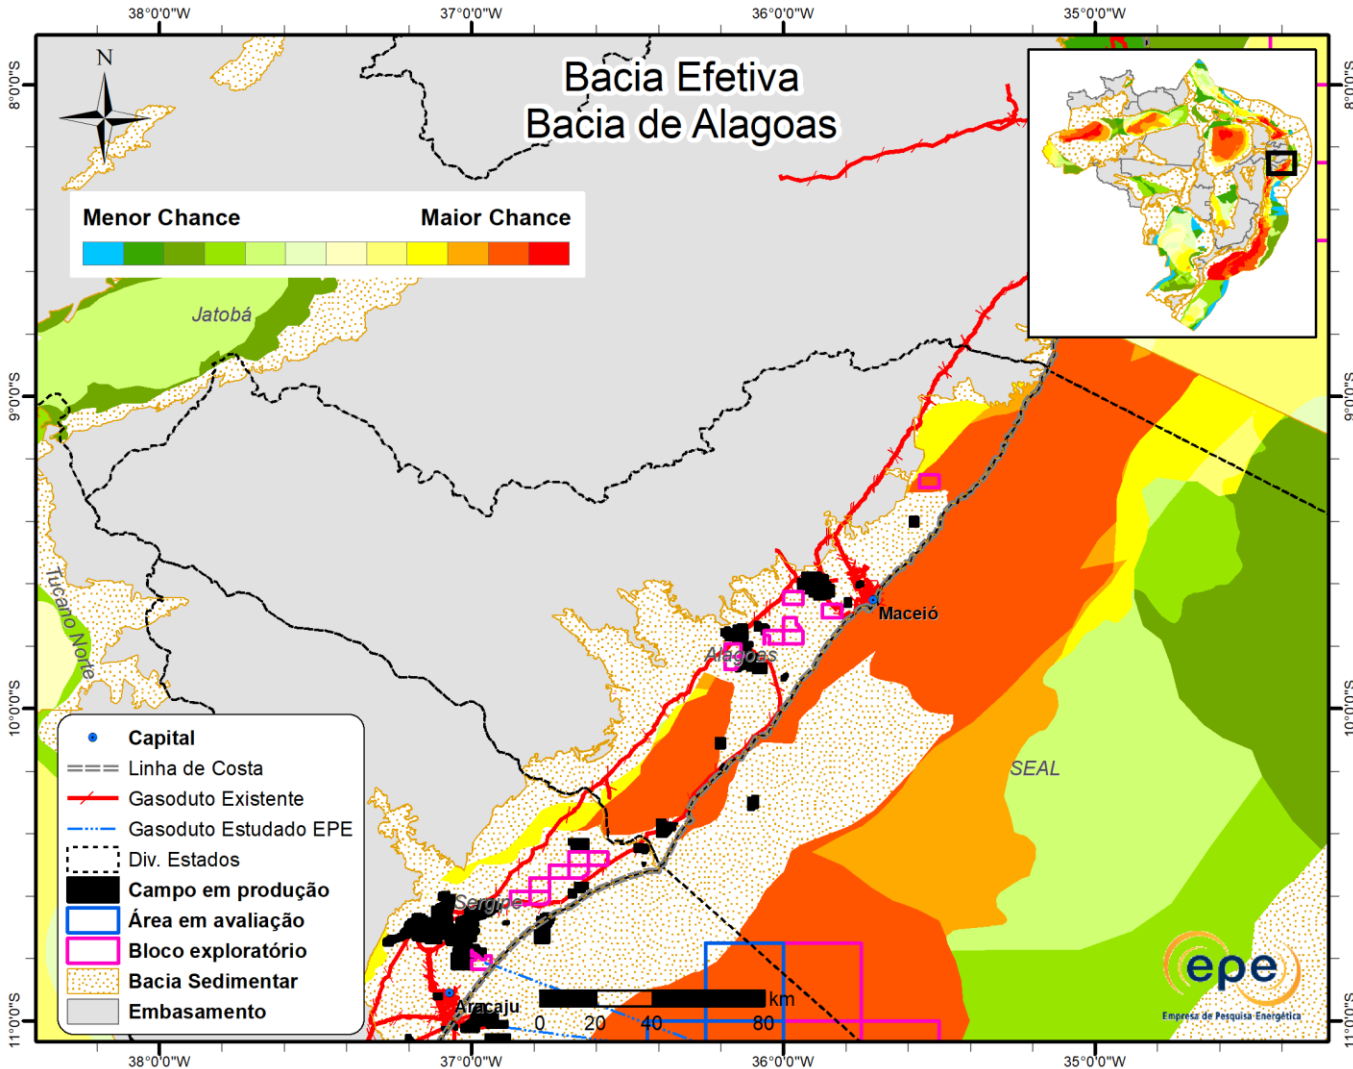 38°0'0"W
37°0'0"W
36°0'0"W
35°0'0"W
8°0'0"S
8°0'0"S
N
Bacia Efetiva
Bacia de Alagoas
Menor Chance
Maior Chance
Jatobá
9°0'0"S
9°0'0"S
Tucano Norte
Maceió
Alagoas
10°0'0"S
10°0'0"S
SEAL
Capital
Linha de Costa
Gasoduto Existente
Gasoduto Estudado EPE
Div. Estados
Campo em produção
Área em avaliação
Bloco exploratório
Bacia Sedimentar
Embasamento
Sergipe
Aracaju
km
0 20 40 80
epe
Empresa de Pesquisa Energética
11°0'0"S
11°0'0"S
38°0'0"W
37°0'0"W
36°0'0"W
35°0'0"W